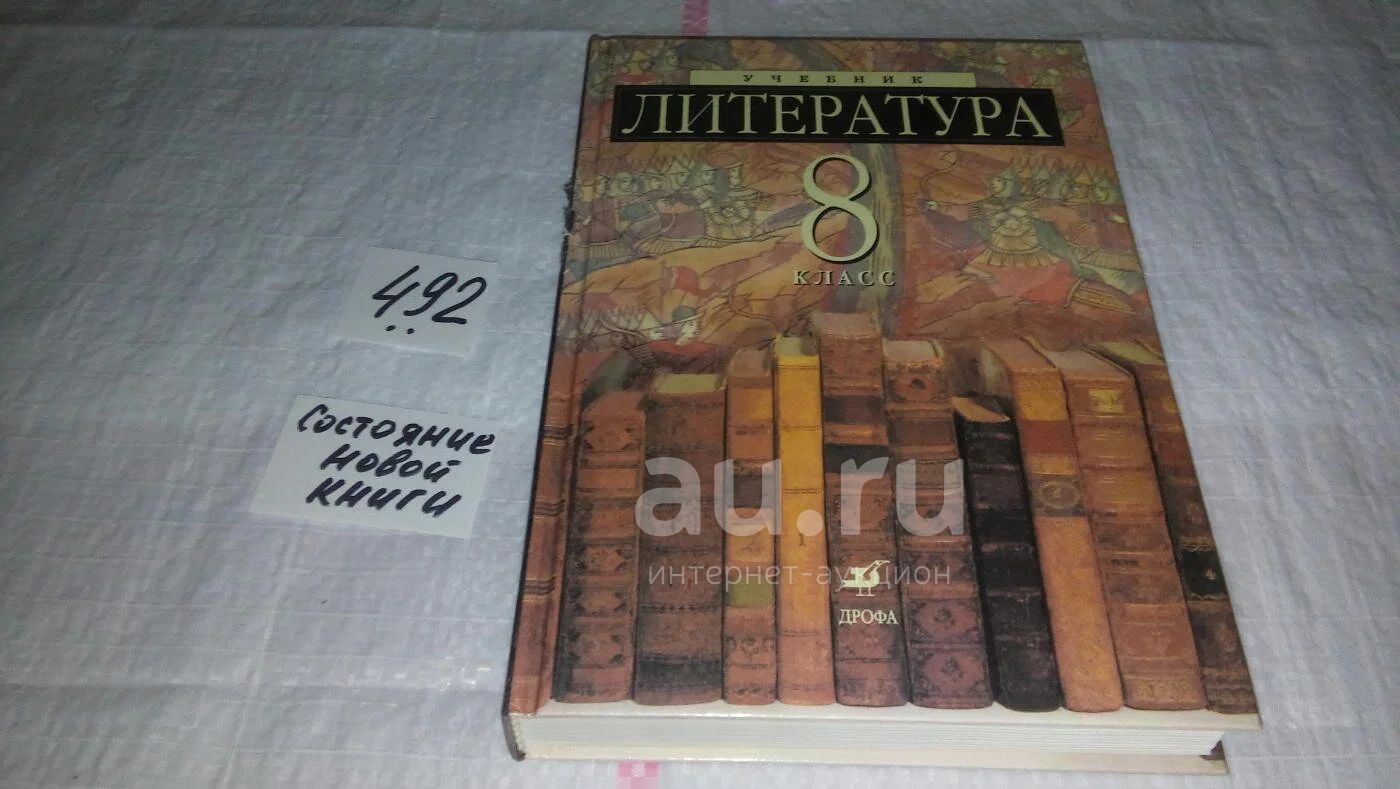 УЧЕБНИК
ЛИТЕРАТУРА
8
КЛАСС
492
Состояние
новой
книги
au.ru
интернет-аукцион
ДРОФА